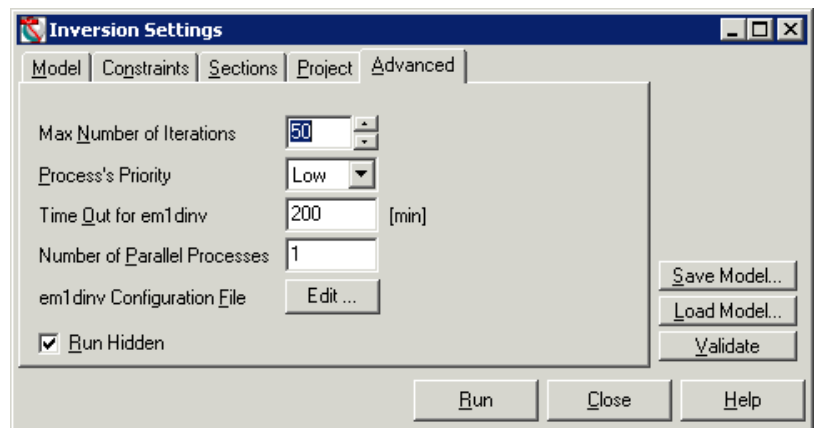 Inversion Settings
Model Constraints Sections Project Advanced
Max Number of Iterations 50
Process's Priority Low
Time Out for em1dinv 200 [min]
Number of Parallel Processes 1
em1dinv Configuration File Edit ...
Run Hidden
Save Model...
Load Model...
Validate
Run Close Help